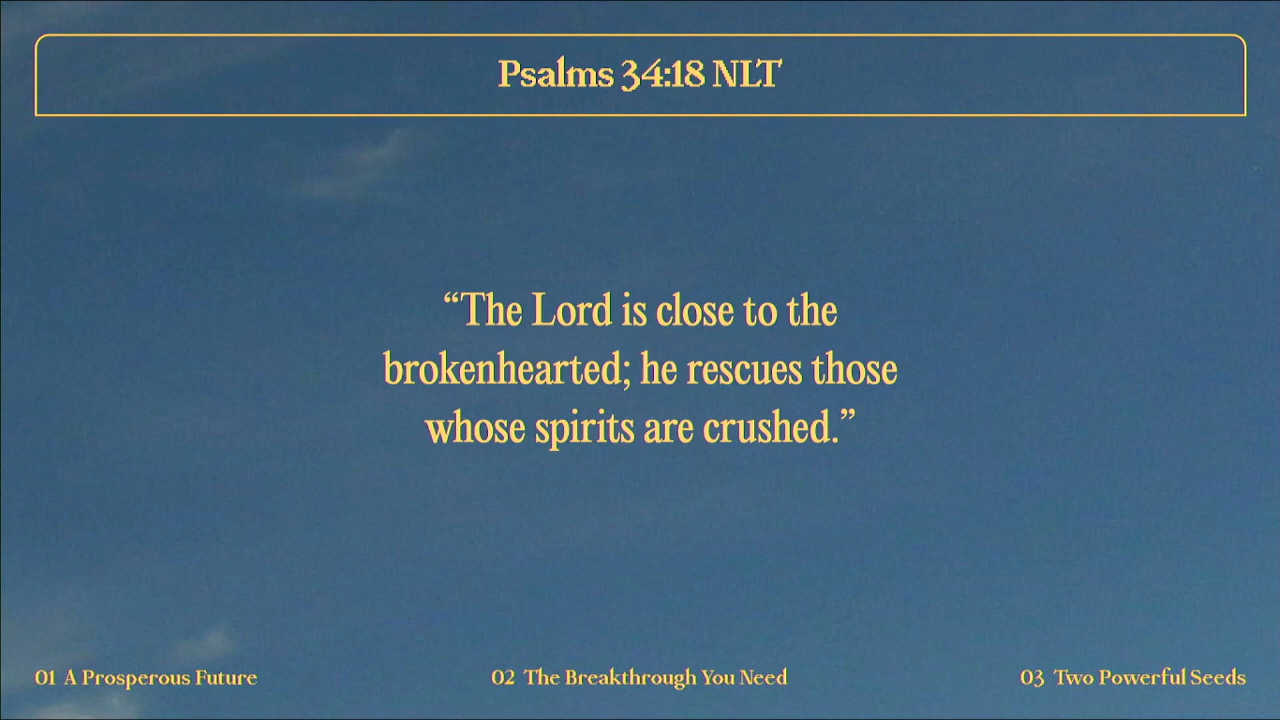 Psalms 34:18 NLT
“The Lord is close to the
brokenhearted; he rescues those
whose spirits are crushed.”
01 A Prosperous Future
02 The Breakthrough You Need
03 Two Powerful Seeds